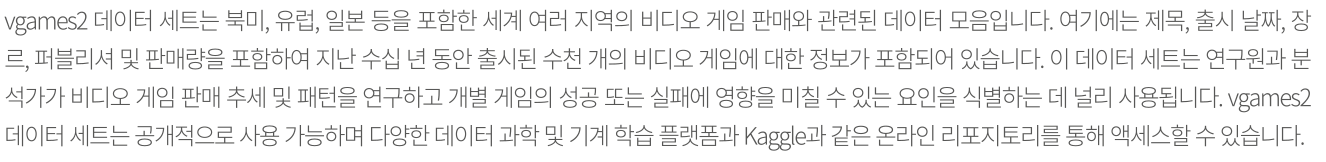 vgames2 데이터 세트는 북미, 유럽, 일본 등을 포함한 세계 여러 지역의 비디오 게임 판매와 관련된 데이터 모음입니다. 여기에는 제목, 출시 날짜, 장
르, 퍼블리셔 및 판매량을 포함하여 지난 수십 년 동안 출시된 수천 개의 비디오 게임에 대한 정보가 포함되어 있습니다. 이 데이터 세트는 연구원과 분
석가가 비디오 게임 판매 추세 및 패턴을 연구하고 개별 게임의 성공 또는 실패에 영향을 미칠 수 있는 요인을 식별하는 데 널리 사용됩니다. vgames2
데이터 세트는 공개적으로 사용 가능하며 다양한 데이터 과학 및 기계 학습 플랫폼과 Kaggle과 같은 온라인 리포지토리를 통해 액세스할 수 있습니다.